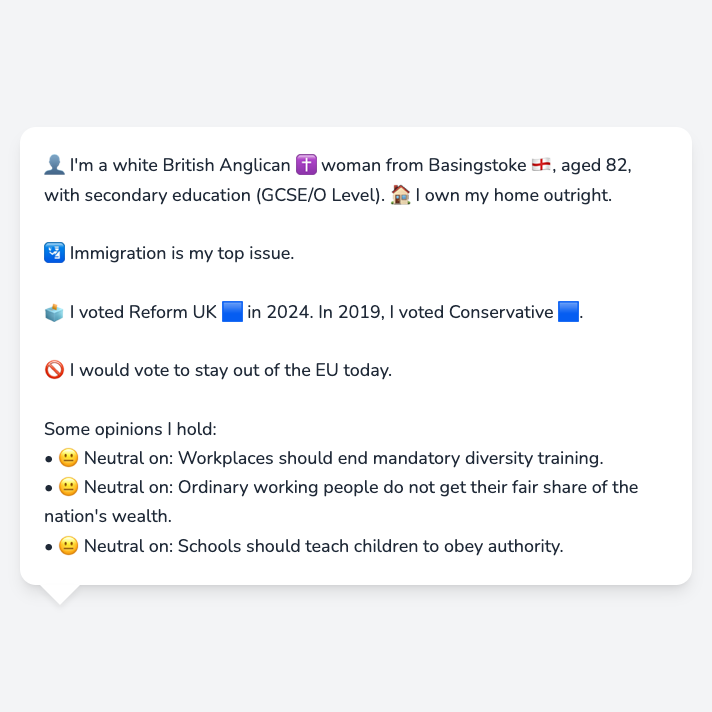 👤 I'm a white British Anglican ✝️ woman from Basingstoke 🏴󠁧󠁢󠁥󠁮󠁧󠁿, aged 82,
with secondary education (GCSE/O Level). 🏠 I own my home outright.
🛂 Immigration is my top issue.
🗳️ I voted Reform UK 🟦 in 2024. In 2019, I voted Conservative 🟦.
🚫 I would vote to stay out of the EU today.
Some opinions I hold:
• 😐 Neutral on: Workplaces should end mandatory diversity training.
• 😐 Neutral on: Ordinary working people do not get their fair share of the
nation's wealth.
• 😐 Neutral on: Schools should teach children to obey authority.